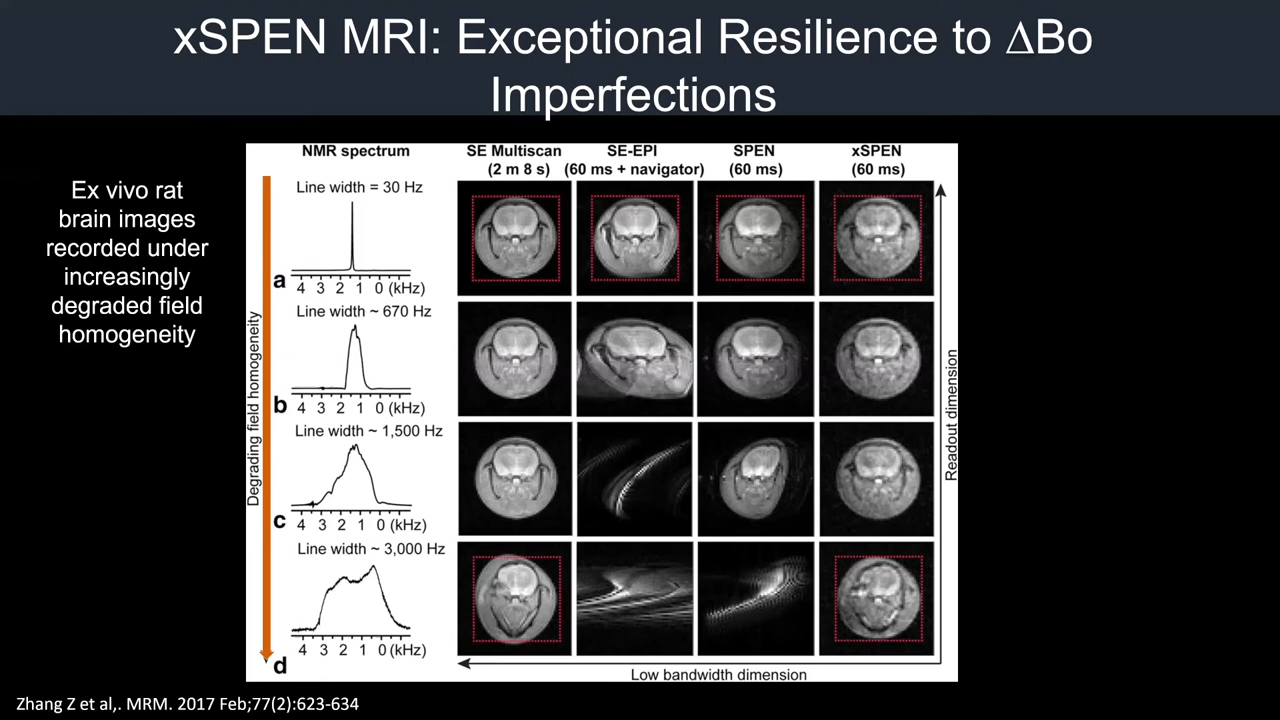 xSPEN MRI: Exceptional Resilience to ΔBo
Imperfections
Ex vivo rat
brain images
recorded under
increasingly
degraded field
homogeneity
NMR spectrum
SE Multiscan
(2 m 8 s)
SE-EPI
(60 ms + navigator)
SPEN
(60 ms)
xSPEN
(60 ms)
Degrading field homogeneity
Line width = 30 Hz
a
4 3 2 1 0 (kHz)
Line width ~ 670 Hz
b
4 3 2 1 0 (kHz)
Line width ~ 1,500 Hz
c
4 3 2 1 0 (kHz)
Line width ~ 3,000 Hz
d
4 3 2 1 0 (kHz)
Readout dimension
Low bandwidth dimension
Zhang Z et al,. MRM. 2017 Feb;77(2):623-634